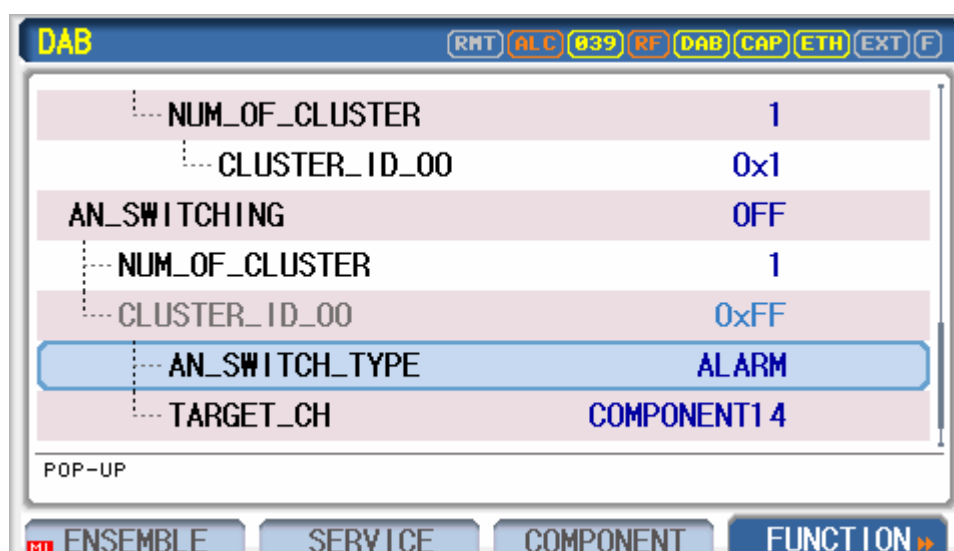 DAB RMT ALC 039 RF DAB CAP ETH EXT F
NUM_OF_CLUSTER 1
CLUSTER_ID_00 0x1
AN_SWITCHING OFF
NUM_OF_CLUSTER 1
CLUSTER_ID_00 0xFF
AN_SWITCH_TYPE ALARM
TARGET_CH COMPONENT14
POP-UP
ENSEMBLE SERVICE COMPONENT FUNCTION